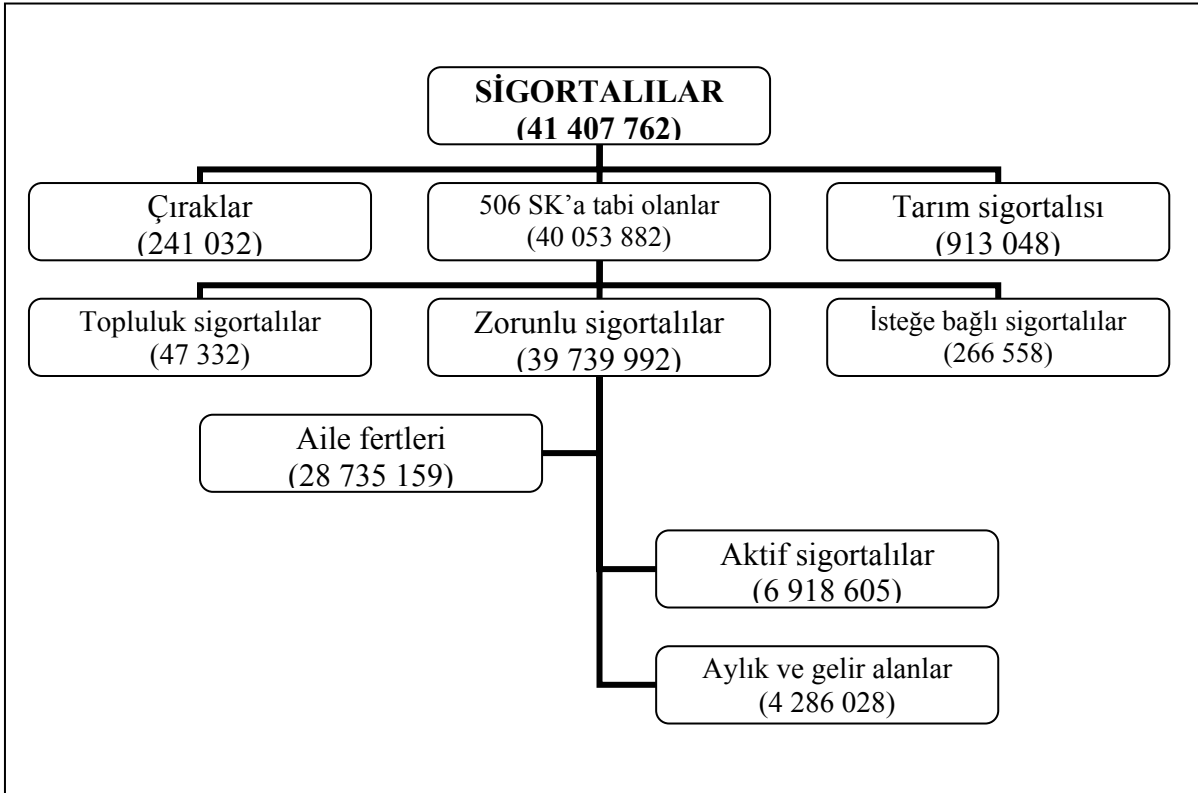 SİGORTALILAR
(41 407 762)
Çıraklar
(241 032)
506 SK’a tabi olanlar
(40 053 882)
Tarım sigortalısı
(913 048)
Topluluk sigortalılar
(47 332)
Zorunlu sigortalılar
(39 739 992)
İsteğe bağlı sigortalılar
(266 558)
Aile fertleri
(28 735 159)
Aktif sigortalılar
(6 918 605)
Aylık ve gelir alanlar
(4 286 028)